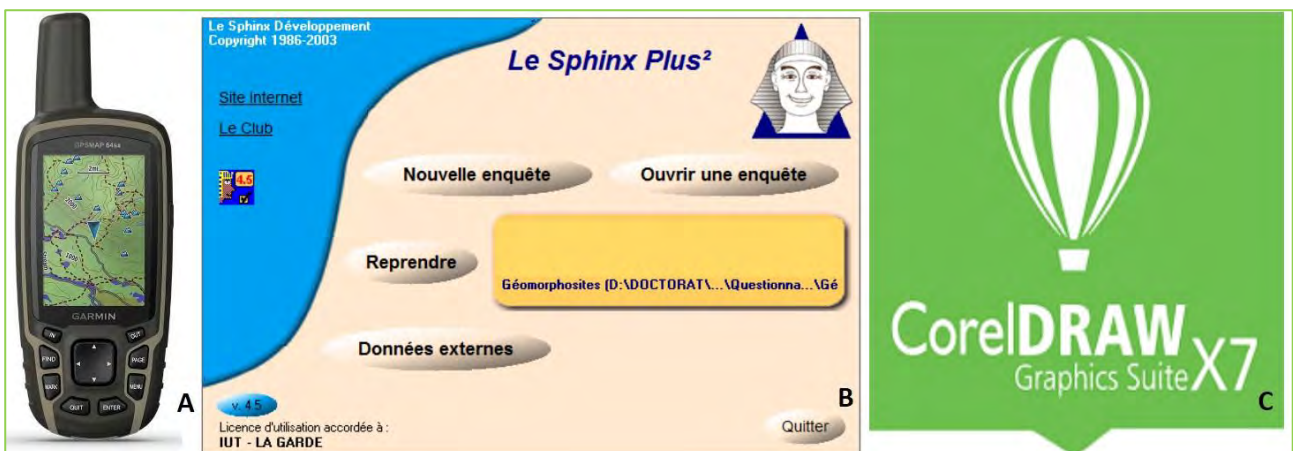 GPSMAP 64sx
GARMIN
IN
OUT
FIND
PAGE
MARK
MENU
QUIT
ENTER
A
Le Sphinx Développement
Copyright 1986-2003
Le Sphinx Plus²
Site Internet
Le Club
4.5
Nouvelle enquête
Ouvrir une enquête
Reprendre
Géomorphosites (D:\DOCTORAT\...\Questionna...\Gé
Données externes
v. 4.5
Licence d'utilisation accordée à :
IUT - LA GARDE
Quitter
B
CorelDRAW
Graphics Suite X7
C